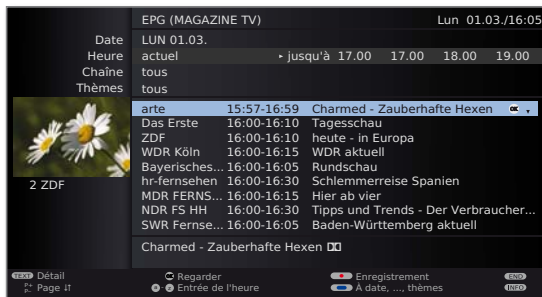 EPG (MAGAZINE TV) Lun 01.03./16:05
Date LUN 01.03.
Heure actuel jusqu'à 17.00 17.00 18.00 19.00
Chaîne tous
Thèmes tous
arte 15:57-16:59 Charmed - Zauberhafte Hexen OK
Das Erste 16:00-16:10 Tagesschau
ZDF 16:00-16:10 heute - in Europa
WDR Köln 16:00-16:15 WDR aktuell
Bayerisches... 16:00-16:05 Rundschau
hr-fernsehen 16:00-16:30 Schlemmerreise Spanien
MDR FERNS... 16:00-16:15 Hier ab vier
NDR FS HH 16:00-16:30 Tipps und Trends - Der Verbraucher...
SWR Fernse... 16:00-16:05 Baden-Württemberg aktuell
2 ZDF
Charmed - Zauberhafte Hexen
TEXT Détail OK Regarder Enregistrement END
P+ P- Page 0-9 Entrée de l'heure À date, ..., thèmes INFO